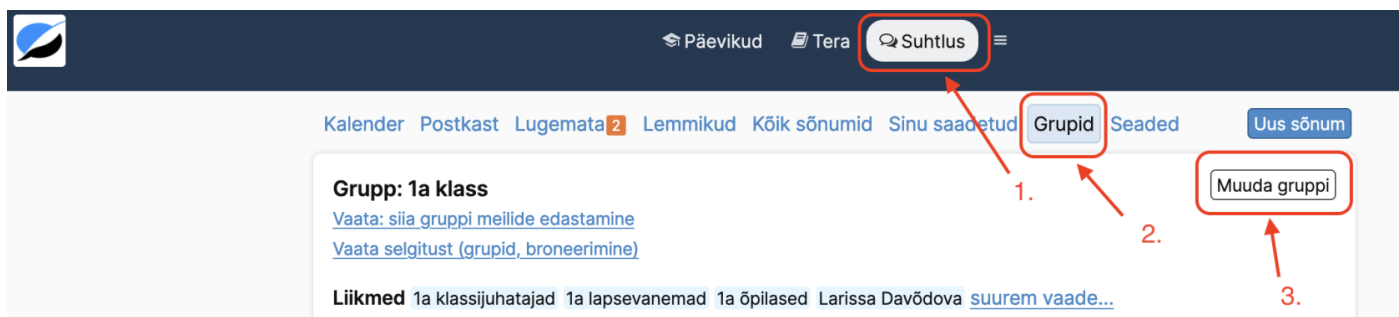 Päevikud Tera Suhtlus
Kalender Postkast Lugemata 2 Lemmikud Kõik sõnumid Sinu saadetud Grupid Seaded Uus sõnum
Grupp: 1a klass Muuda gruppi
1.
Vaata: siia gruppi meilide edastamine
2.
Vaata selgitust (grupid, broneerimine)
Liikmed 1a klassijuhatajad 1a lapsevanemad 1a õpilased Larissa Davõdova suurem vaade...
3.